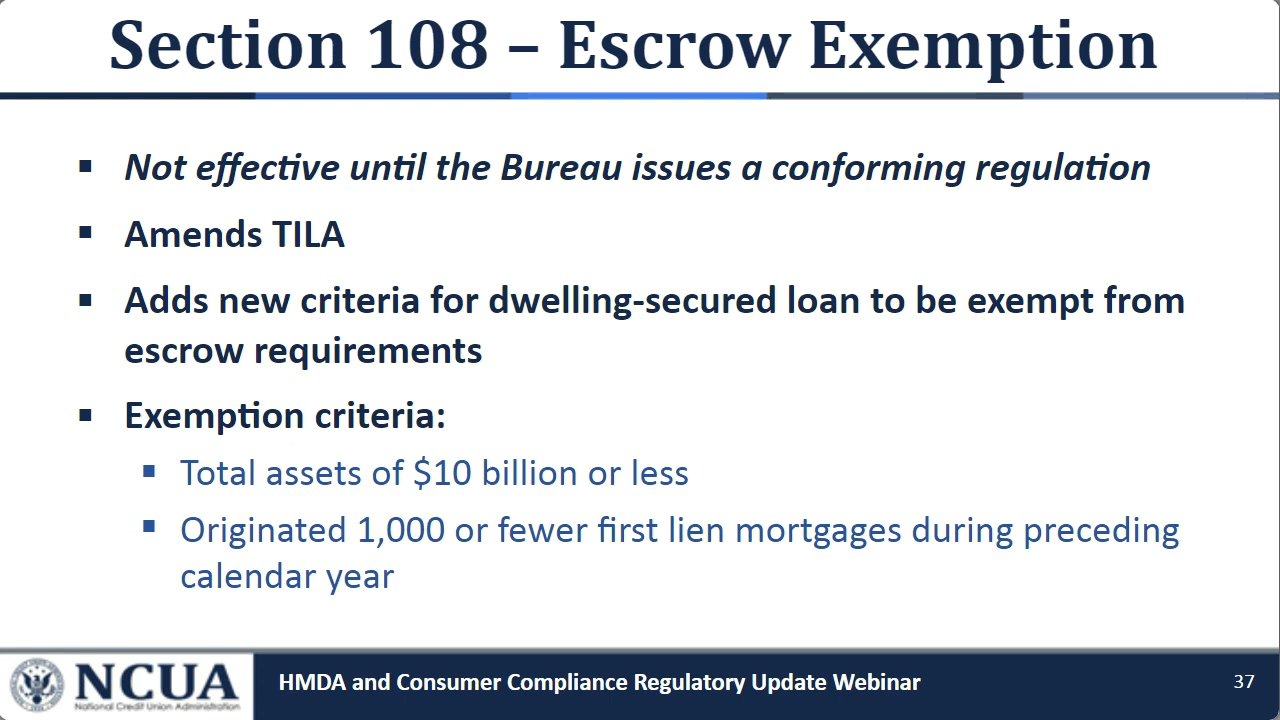 Section 108 – Escrow Exemption
▪ Not effective until the Bureau issues a conforming regulation
▪ Amends TILA
▪ Adds new criteria for dwelling-secured loan to be exempt from
escrow requirements
▪ Exemption criteria:
▪ Total assets of $10 billion or less
▪ Originated 1,000 or fewer first lien mortgages during preceding
calendar year
NCUA
National Credit Union Administration
HMDA and Consumer Compliance Regulatory Update Webinar
37